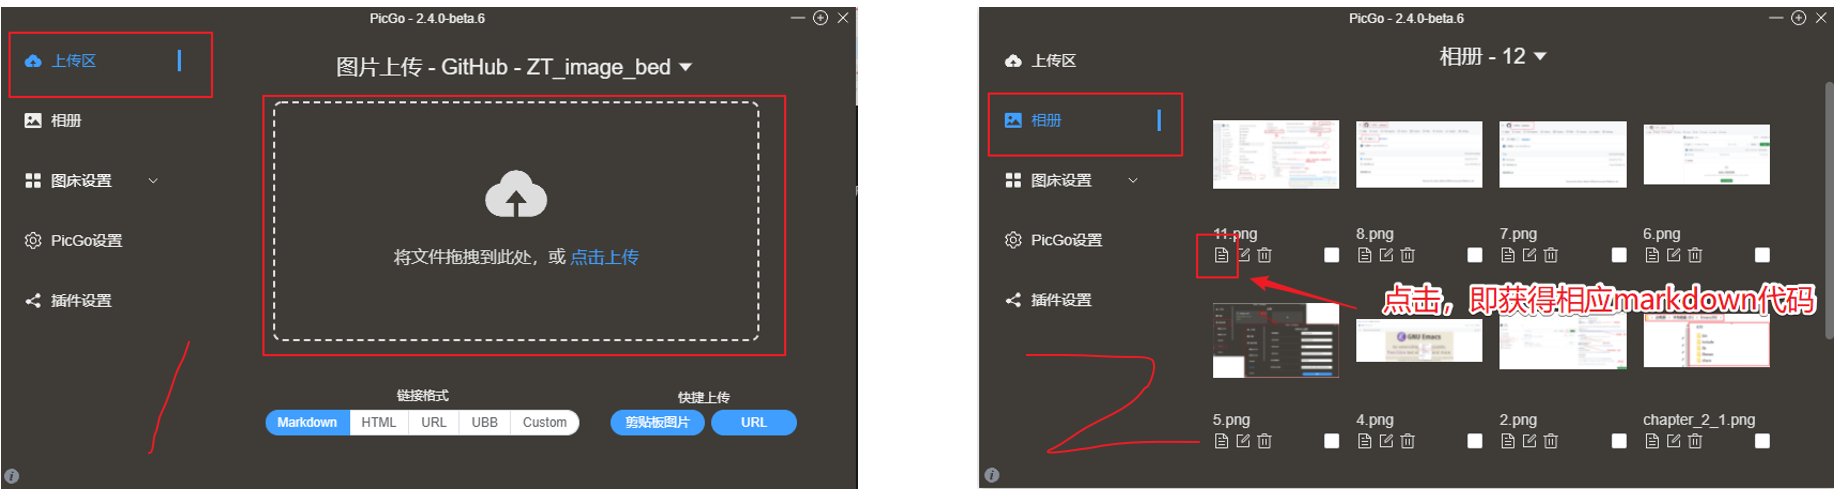 PicGo - 2.4.0-beta.6
上传区
相册
图床设置
PicGo设置
插件设置
图片上传 - GitHub - ZT_image_bed
将文件拖拽到此处，或 点击上传
链接格式
快捷上传
Markdown HTML URL UBB Custom
剪贴板图片 URL
PicGo - 2.4.0-beta.6
上传区
相册
图床设置
PicGo设置
插件设置
相册 - 12
11.png 8.png 7.png 6.png
点击，即获得相应markdown代码
GNU Emacs
5.png 4.png 2.png chapter_2_1.png